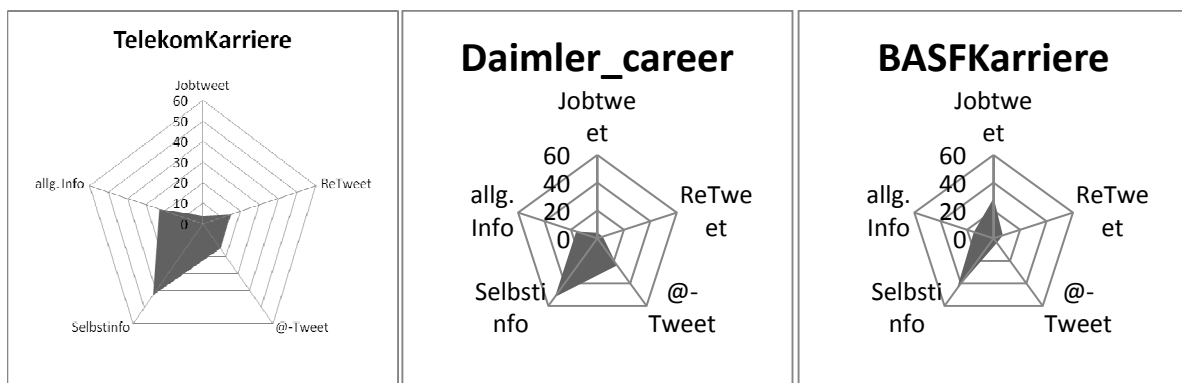 TelekomKarriere
Jobtweet
60
50
40
30
20
10
0
allg. Info
ReTweet
Selbstinfo
@-Tweet
Daimler_career
Jobtwe
et
60
40
20
0
allg.
Info
ReTwe
et
Selbsti
nfo
@-
Tweet
BASFKarriere
Jobtwe
et
60
40
20
0
allg.
Info
ReTwe
et
Selbsti
nfo
@-
Tweet